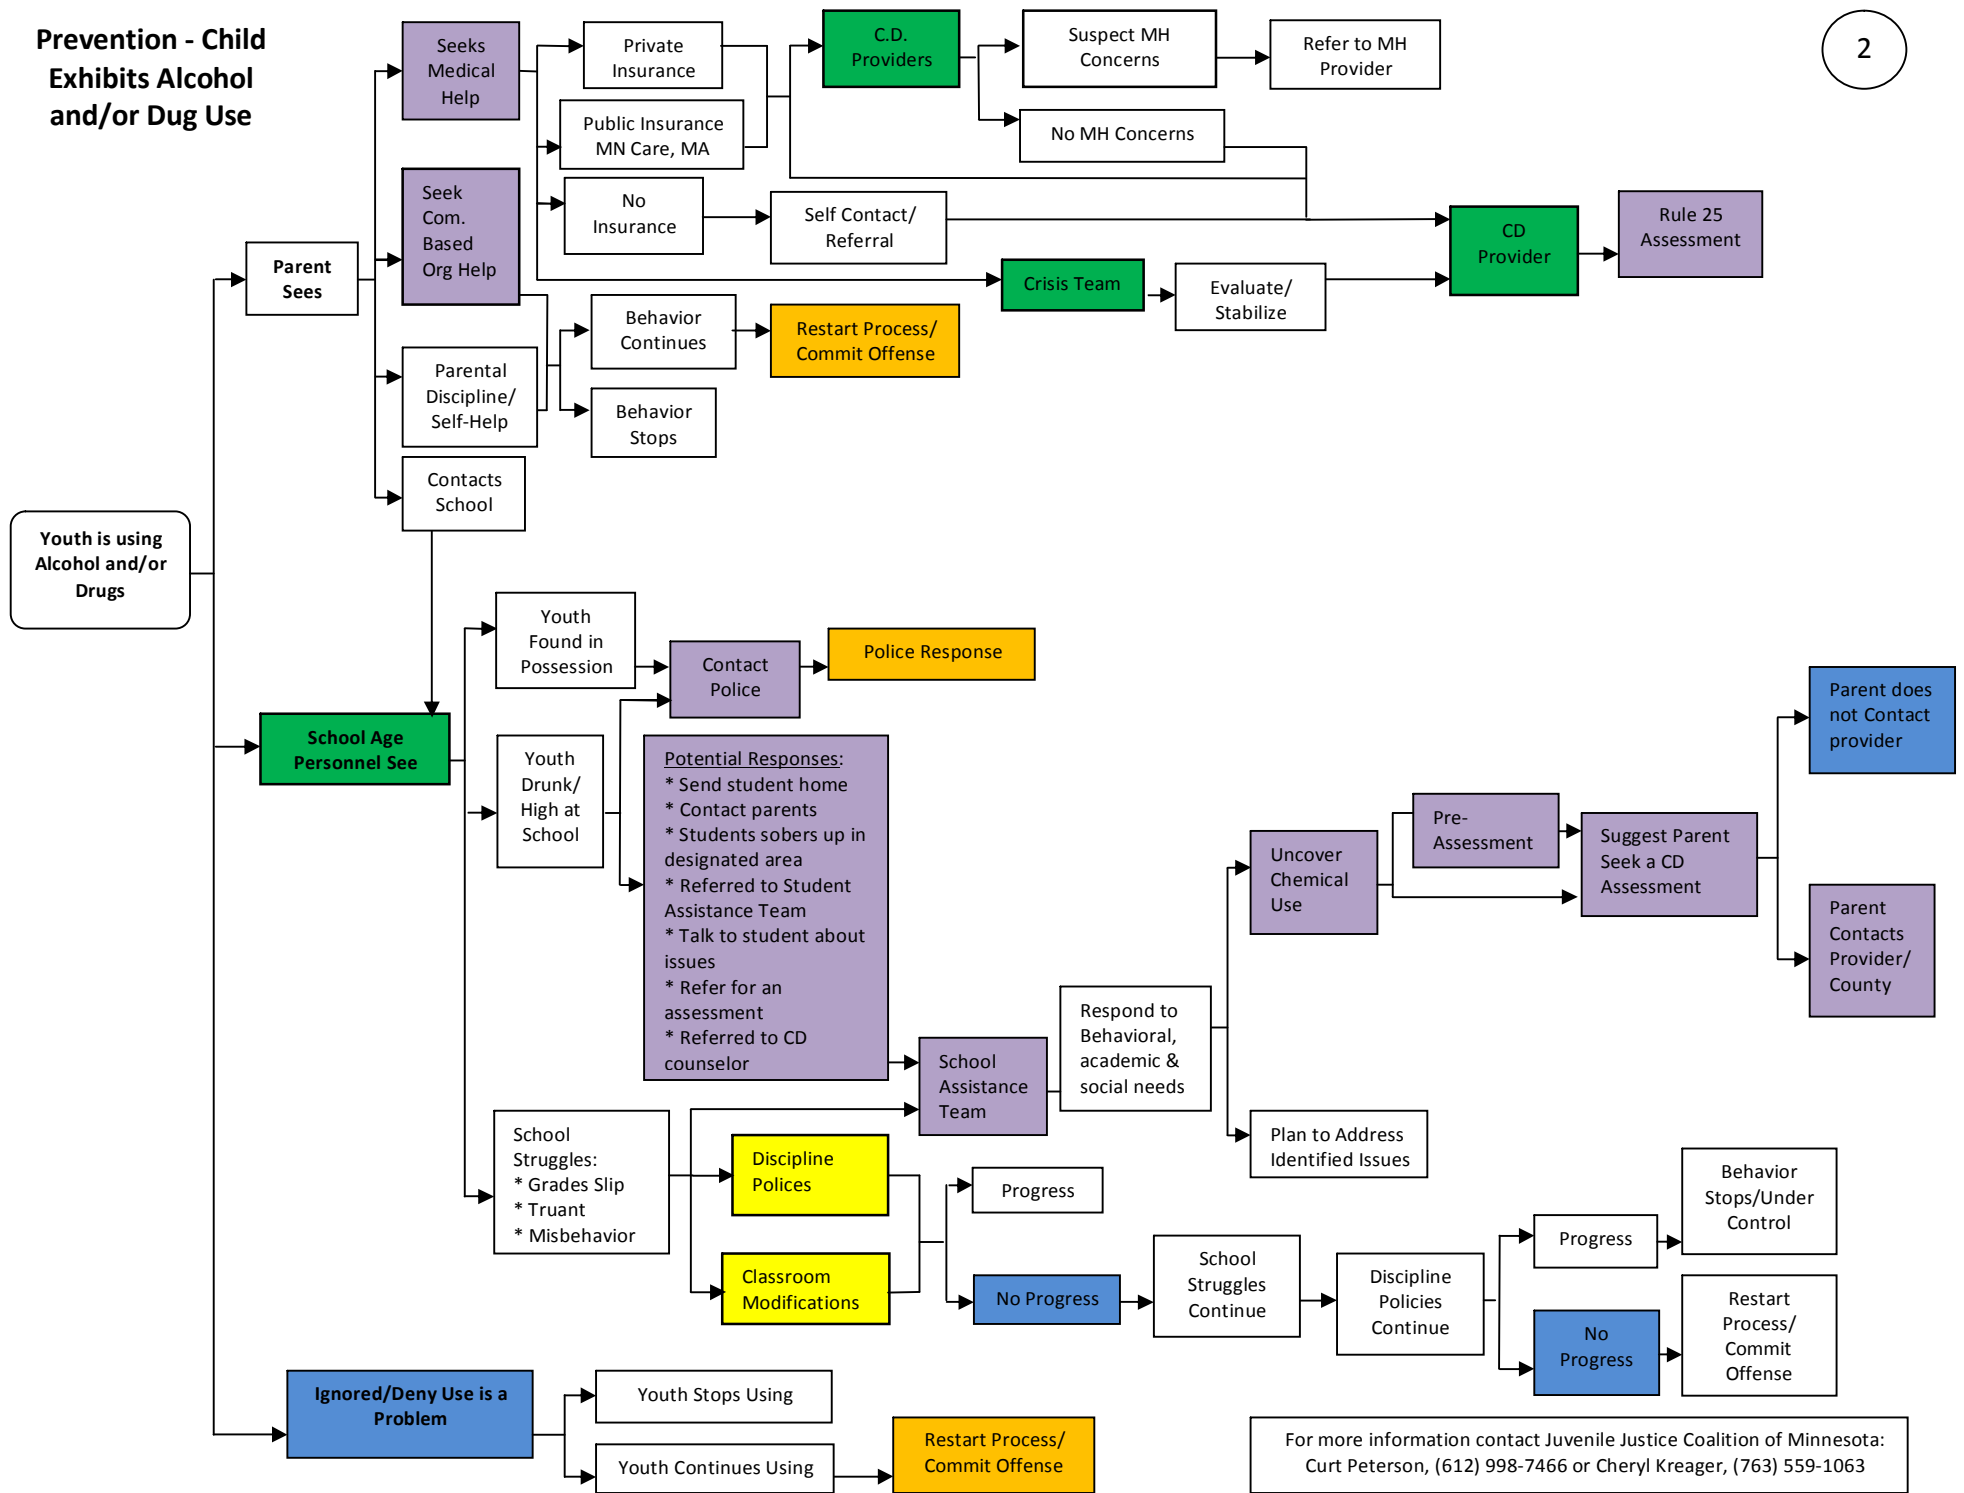 Prevention - Child
Exhibits Alcohol
and/or Dug Use
2
Seeks
Medical
Help
Private
Insurance
C.D.
Providers
Suspect MH
Concerns
Refer to MH
Provider
Public Insurance
MN Care, MA
No MH Concerns
Seek
Com.
Based
Org Help
No
Insurance
Self Contact/
Referral
CD
Provider
Rule 25
Assessment
Parent
Sees
Crisis Team
Evaluate/
Stabilize
Behavior
Continues
Restart Process/
Commit Offense
Parental
Discipline/
Self-Help
Behavior
Stops
Contacts
School
Youth is using
Alcohol and/or
Drugs
Youth
Found in
Possession
Contact
Police
Police Response
School Age
Personnel See
Youth
Drunk/
High at
School
Potential Responses:
* Send student home
* Contact parents
* Students sobers up in
designated area
* Referred to Student
Assistance Team
* Talk to student about
issues
* Refer for an
assessment
* Referred to CD
counselor
Parent does
not Contact
provider
Pre-
Assessment
Suggest Parent
Seek a CD
Assessment
Uncover
Chemical
Use
Parent
Contacts
Provider/
County
Respond to
Behavioral,
academic &
social needs
School
Assistance
Team
Plan to Address
Identified Issues
School
Struggles:
* Grades Slip
* Truant
* Misbehavior
Discipline
Polices
Classroom
Modifications
Progress
No Progress
School
Struggles
Continue
Discipline
Policies
Continue
Progress
Behavior
Stops/Under
Control
No
Progress
Restart
Process/
Commit
Offense
Ignored/Deny Use is a
Problem
Youth Stops Using
Youth Continues Using
Restart Process/
Commit Offense
For more information contact Juvenile Justice Coalition of Minnesota:
Curt Peterson, (612) 998-7466 or Cheryl Kreager, (763) 559-1063